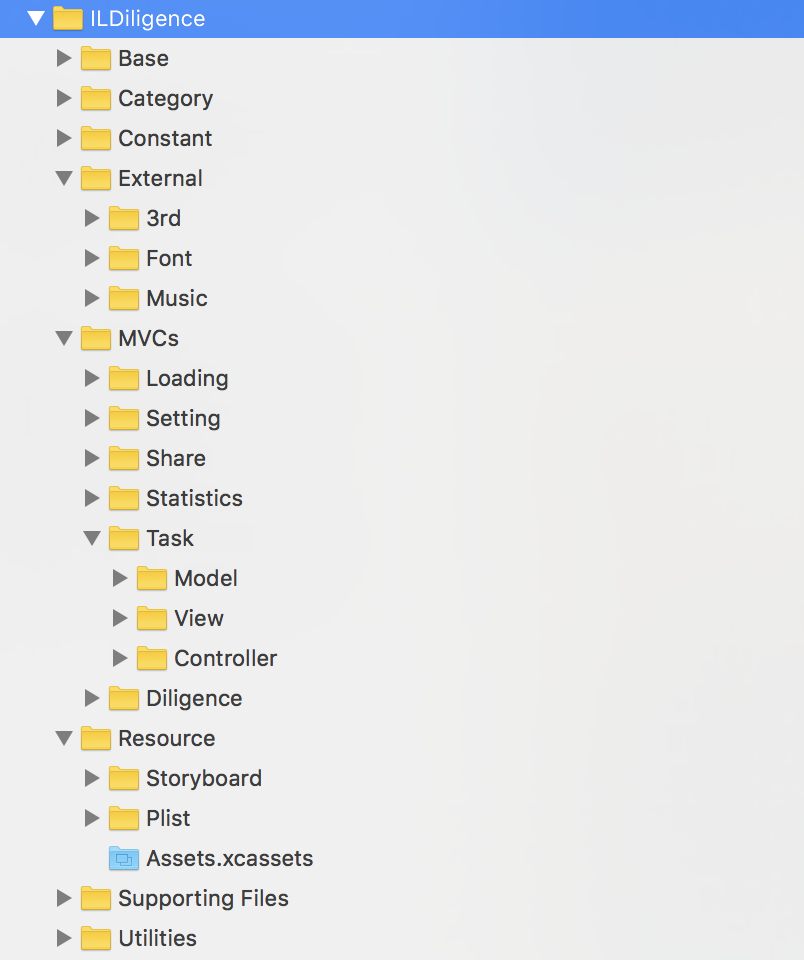 ILDiligence
Base
Category
Constant
External
3rd
Font
Music
MVCs
Loading
Setting
Share
Statistics
Task
Model
View
Controller
Diligence
Resource
Storyboard
Plist
Assets.xcassets
Supporting Files
Utilities